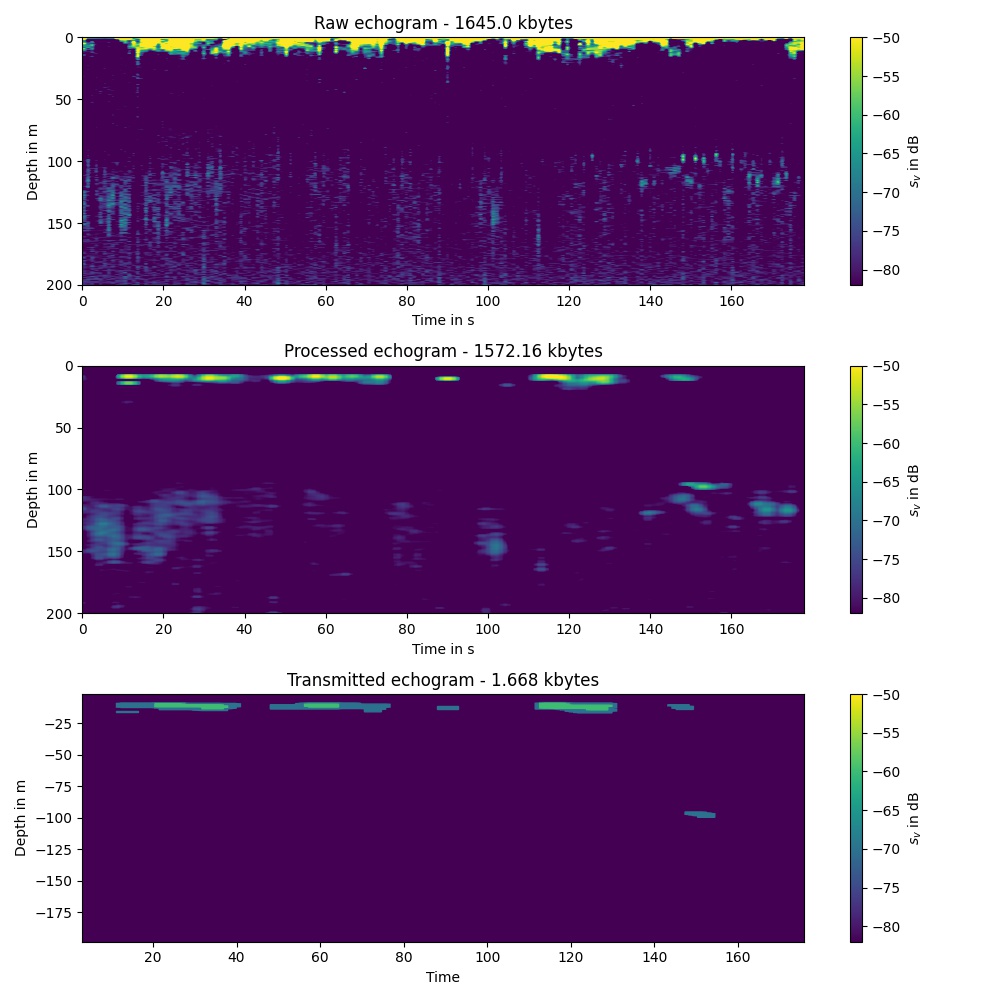 Raw echogram - 1645.0 kbytes
0
50
100
150
200
Depth in m
0 20 40 60 80 100 120 140 160
Time in s
−50
−55
−60
−65
−70
−75
−80
sv in dB
Processed echogram - 1572.16 kbytes
0
50
100
150
200
Depth in m
0 20 40 60 80 100 120 140 160
Time in s
−50
−55
−60
−65
−70
−75
−80
sv in dB
Transmitted echogram - 1.668 kbytes
−25
−50
−75
−100
−125
−150
−175
Depth in m
20 40 60 80 100 120 140 160
Time
−50
−55
−60
−65
−70
−75
−80
sv in dB